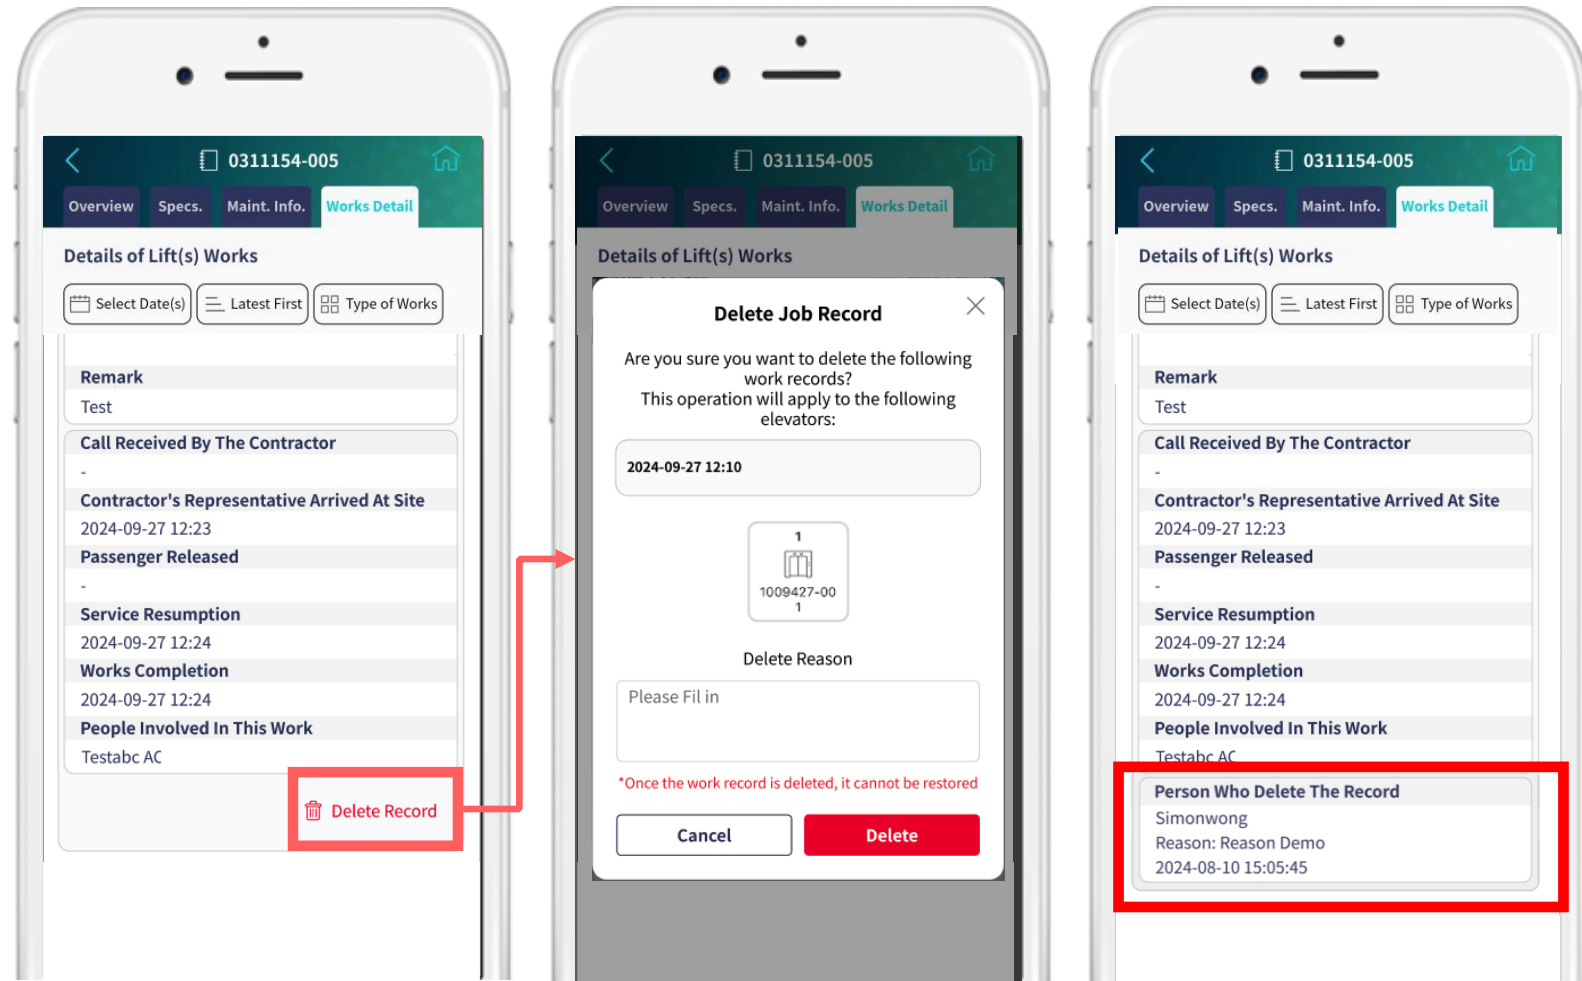 0311154-005
Overview Specs. Maint. Info. Works Detail
Details of Lift(s) Works
Select Date(s) Latest First Type of Works
Remark
Test
Call Received By The Contractor
-
Contractor's Representative Arrived At Site
2024-09-27 12:23
Passenger Released
-
Service Resumption
2024-09-27 12:24
Works Completion
2024-09-27 12:24
People Involved In This Work
Testabc AC
Delete Record
0311154-005
Overview Specs. Maint. Info. Works Detail
Details of Lift(s) Works
Delete Job Record
Are you sure you want to delete the following
work records?
This operation will apply to the following
elevators:
2024-09-27 12:10
1
1009427-00
1
Delete Reason
Please Fil in
*Once the work record is deleted, it cannot be restored
Cancel Delete
0311154-005
Overview Specs. Maint. Info. Works Detail
Details of Lift(s) Works
Select Date(s) Latest First Type of Works
Remark
Test
Call Received By The Contractor
-
Contractor's Representative Arrived At Site
2024-09-27 12:23
Passenger Released
-
Service Resumption
2024-09-27 12:24
Works Completion
2024-09-27 12:24
People Involved In This Work
Testabc AC
Person Who Delete The Record
Simonwong
Reason: Reason Demo
2024-08-10 15:05:45